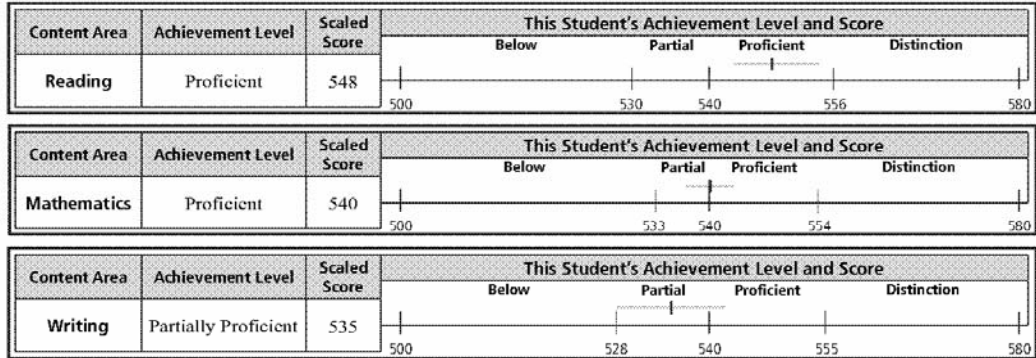 Content Area Achievement Level Scaled Score This Student's Achievement Level and Score
Below Partial Proficient Distinction
Reading Proficient 548
500 530 540 556 580
Content Area Achievement Level Scaled Score This Student's Achievement Level and Score
Below Partial Proficient Distinction
Mathematics Proficient 540
500 533 540 554 580
Content Area Achievement Level Scaled Score This Student's Achievement Level and Score
Below Partial Proficient Distinction
Writing Partially Proficient 535
500 528 540 555 580